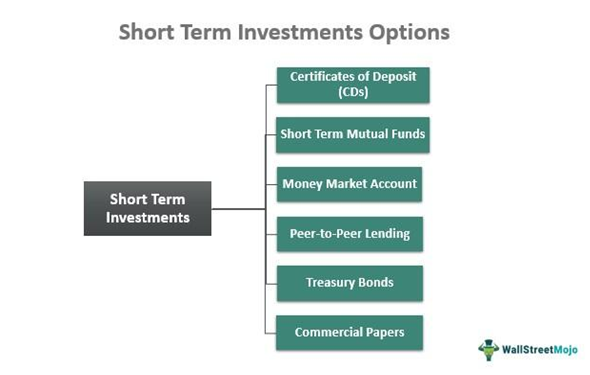 Short Term Investments Options
Certificates of Deposit
(CDs)
Short Term Mutual Funds
Money Market Account
Short Term
Investments
Peer-to-Peer Lending
Treasury Bonds
Commercial Papers
WallStreetMojo